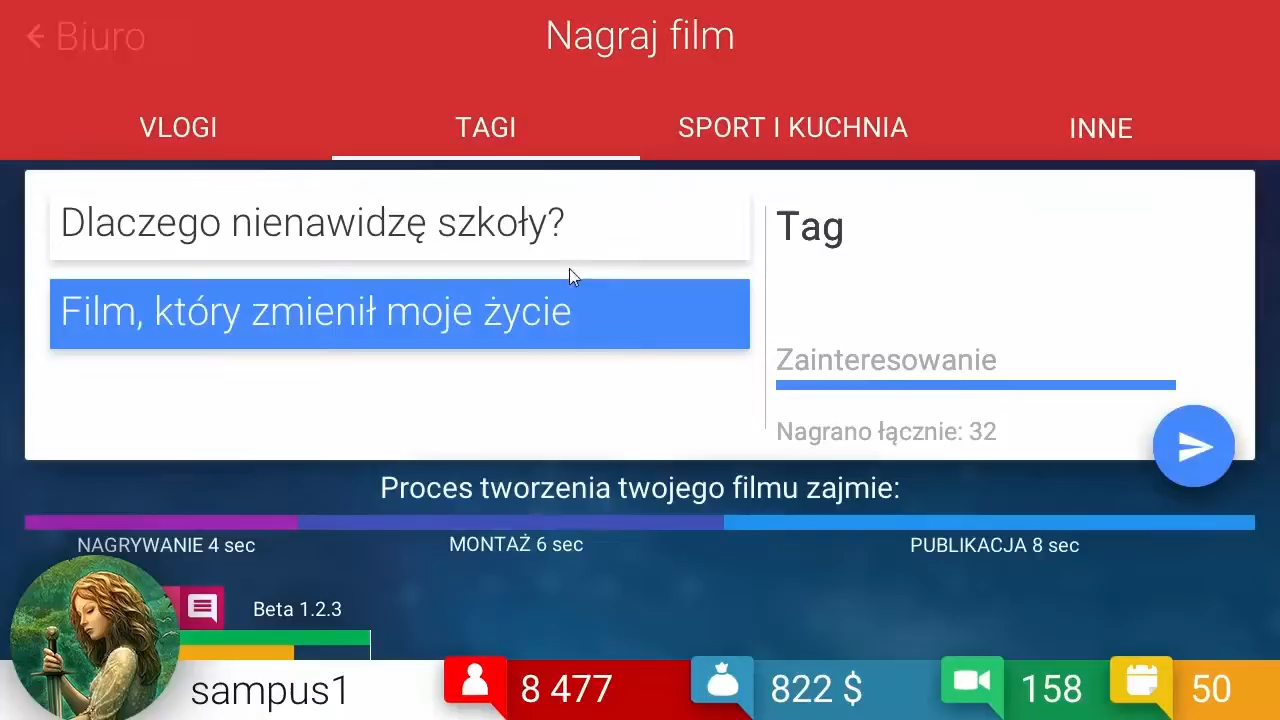 Biuro
Nagraj film
VLOGI
TAGI
SPORT I KUCHNIA
INNE
Dlaczego nienawidzę szkoły?
Film, który zmienił moje życie
Tag
Zainteresowanie
Nagrano łącznie: 32
Proces tworzenia twojego filmu zajmie:
NAGRYWANIE 4 sec
MONTAŻ 6 sec
PUBLIKACJA 8 sec
Beta 1.2.3
sampus1
8 477
822 $
158
50